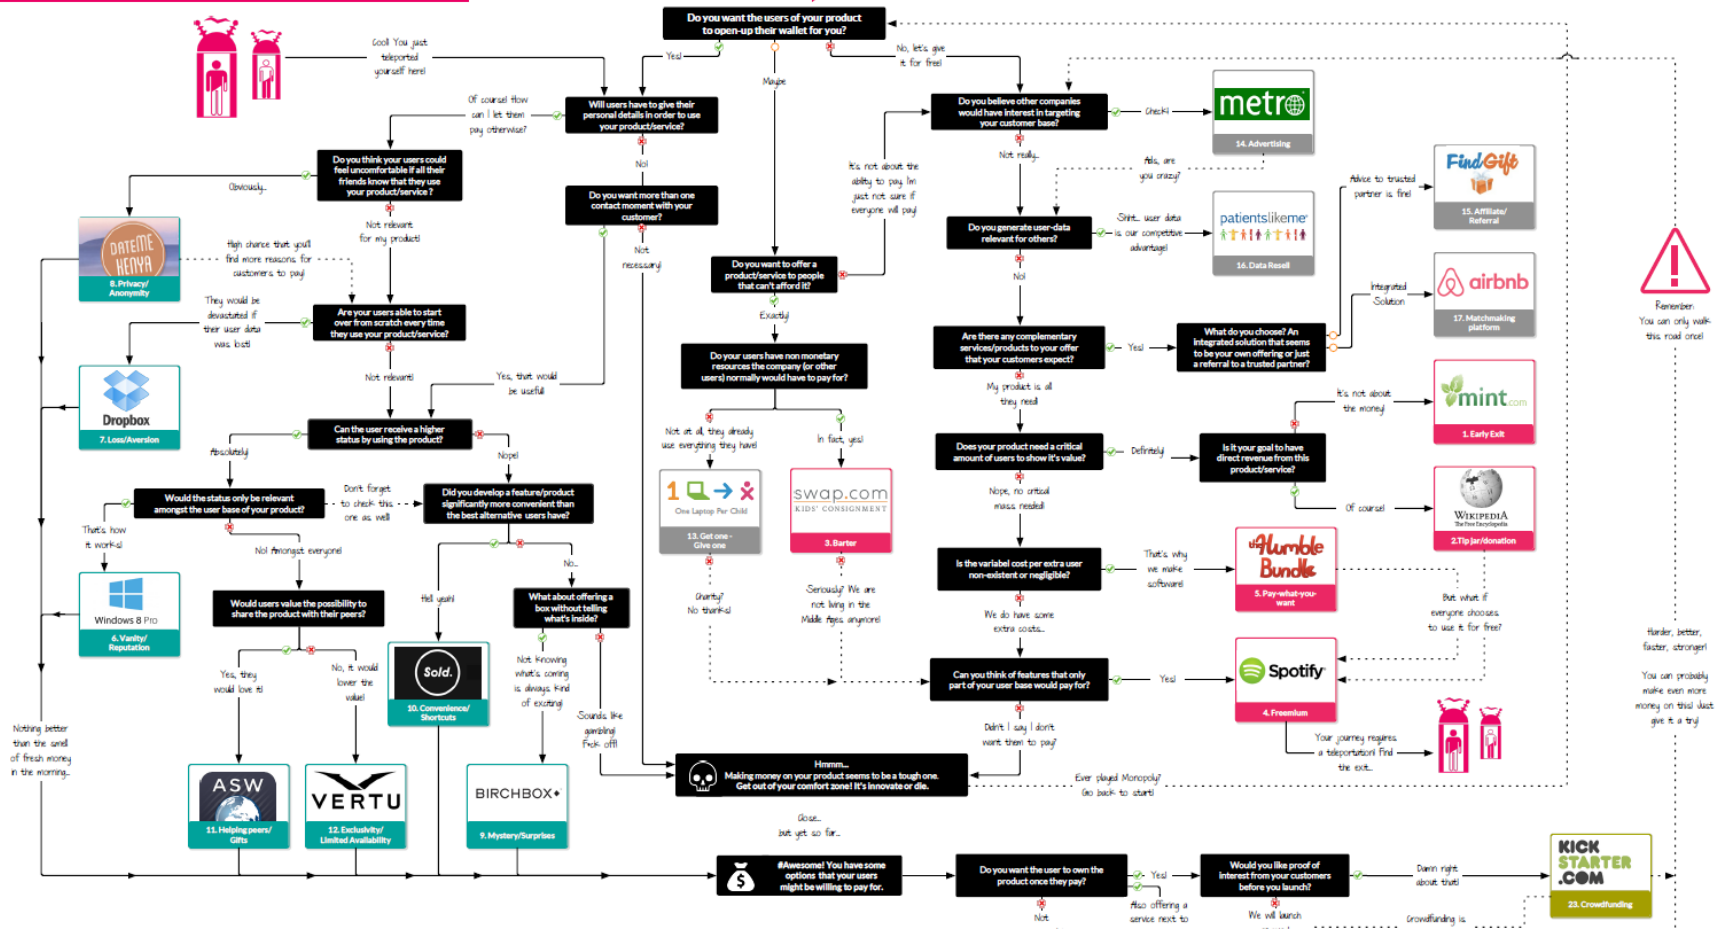 Do you want the users of your product
to open-up their wallet for you?
Cool! You just
teleported
yourself here!
Yes!
Maybe
No, let's give
it for free!
Of course! How
can I let them
pay otherwise?
Will users have to give their
personal details in order to use
your product/service?
Do you believe other companies
would have interest in targeting
your customer base?
Check!
metro
14. Advertising
Do you think your users could
feel uncomfortable if all their
friends know that they use
your product/service ?
No!
Not really...
Ads, are
you crazy?
It's not about the
ability to pay, I'm
just not sure if
everyone will pay!
Advice to trusted
partner is fine!
FindGift
15. Affiliate/
Referral
Obviously...
Do you want more than one
contact moment with your
customer?
Not relevant
for my product!
Not
necessary!
Do you generate user-data
relevant for others?
Shht... user data
is our competitive
advantage!
patientslikeme
16. Data Resell
DATEME
KENYA
8. Privacy/
Anonymity
High chance that you'll
find more reasons for
customers to pay!
Do you want to offer a
product/service to people
that can't afford it?
No!
Integrated
Solution
airbnb
17. Matchmaking
platform
Remember:
You can only walk
this road once!
They would be
devastated if
their user data
was lost!
Are your users able to start
over from scratch every time
they use your product/service?
Exactly!
Are there any complementary
services/products to your offer
that your customers expect?
Yes!
What do you choose? An
integrated solution that seems
to be your own offering or just
a referral to a trusted partner?
Dropbox
7. Loss/Aversion
Not relevant!
Yes, that would
be useful!
Do your users have non monetary
resources the company (or other
users) normally would have to pay for?
My product is all
they need!
It's not about
the money!
mint.com
1. Early Exit
Can the user receive a higher
status by using the product?
Absolutely!
Nope!
Not at all, they already
use everything they have!
In fact, yes!
Does your product need a critical
amount of users to show it's value?
Definitely!
Is it your goal to have
direct revenue from this
product/service?
Would the status only be relevant
amongst the user base of your product?
Don't forget
to check this
one as well!
Did you develop a feature/product
significantly more convenient than
the best alternative users have?
1
One Laptop Per Child
13. Get one -
Give one
swap.com
KIDS' CONSIGNMENT
3. Barter
Nope, no critical
mass needed!
Of course!
WIKIPEDIA
The Free Encyclopedia
2.Tip jar/donation
That's how
it works!
No! Amongst everyone!
No...
Is the variabel cost per extra user
non-existent or negligible?
That's why
we make
software!
the Humble
Bundle
5. Pay-what-you-
want
Windows 8 Pro
6. Vanity/
Reputation
Would users value the possibility to
share the product with their peers?
Hell yeah!
What about offering a
box without telling
what's inside?
Charity?
No thanks!
Seriously? We are
not living in the
Middle Ages anymore!
We do have some
extra costs...
But what if
everyone chooses
to use it for free?
Yes, they
would love it!
No, it would
lower the
value!
Sold.
10. Convenience/
Shortcuts
Not knowing
what's coming
is always kind
of exciting!
Can you think of features that only
part of your user base would pay for?
Yes!
Spotify
4. Freemium
Harder, better,
faster, stronger!
You can probably
make even more
money on this! Just
give it a try!
Nothing better
than the smell
of fresh money
in the morning...
Sounds like
gambling!
F*ck off!
Didn't I say I don't
want them to pay?
Your journey requires
a teleportation! Find
the exit...
ASW
11. Helping peers/
Gifts
VERTU
12. Exclusivity/
Limited Availability
BIRCHBOX
9. Mystery/Surprises
Hmmm...
Making money on your product seems to be a tough one.
Get out of your comfort zone! It's innovate or die.
Ever played Monopoly?
Go back to start!
Close...
but yet so far...
#Awesome! You have some
options that your users
might be willing to pay for.
Do you want the user to own the
product once they pay?
Yes!
Would you like proof of
interest from your customers
before you launch?
Damn right
about that!
KICK
STARTER
.COM
23. Crowdfunding
Not
Also offering a
service next to
We will launch
Crowdfunding is